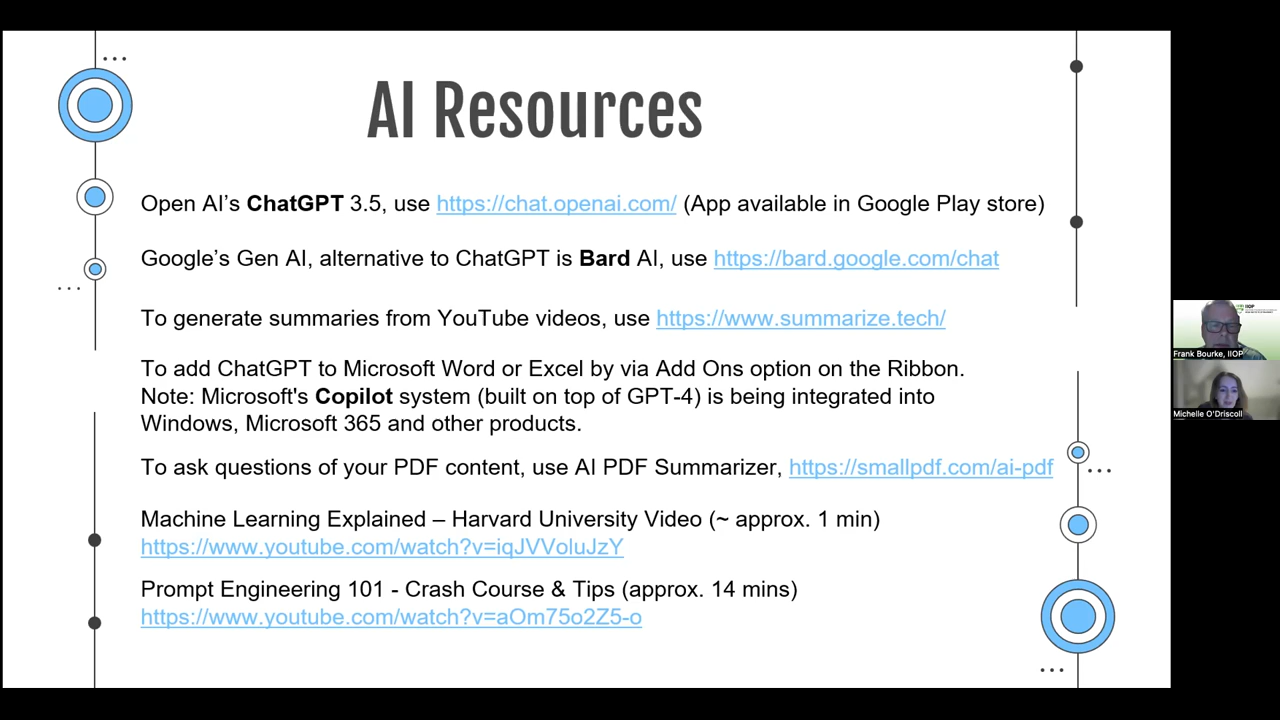 AI Resources
Open AI's ChatGPT 3.5, use https://chat.openai.com/ (App available in Google Play store)
Google's Gen AI, alternative to ChatGPT is Bard AI, use https://bard.google.com/chat
To generate summaries from YouTube videos, use https://www.summarize.tech/
To add ChatGPT to Microsoft Word or Excel by via Add Ons option on the Ribbon.
Note: Microsoft's Copilot system (built on top of GPT-4) is being integrated into
Windows, Microsoft 365 and other products.
To ask questions of your PDF content, use AI PDF Summarizer, https://smallpdf.com/ai-pdf
Machine Learning Explained – Harvard University Video (~ approx. 1 min)
https://www.youtube.com/watch?v=iqJVVoluJzY
Prompt Engineering 101 - Crash Course & Tips (approx. 14 mins)
https://www.youtube.com/watch?v=aOm75o2Z5-o
IIOP
Frank Bourke, IIOP
Michelle O'Driscoll